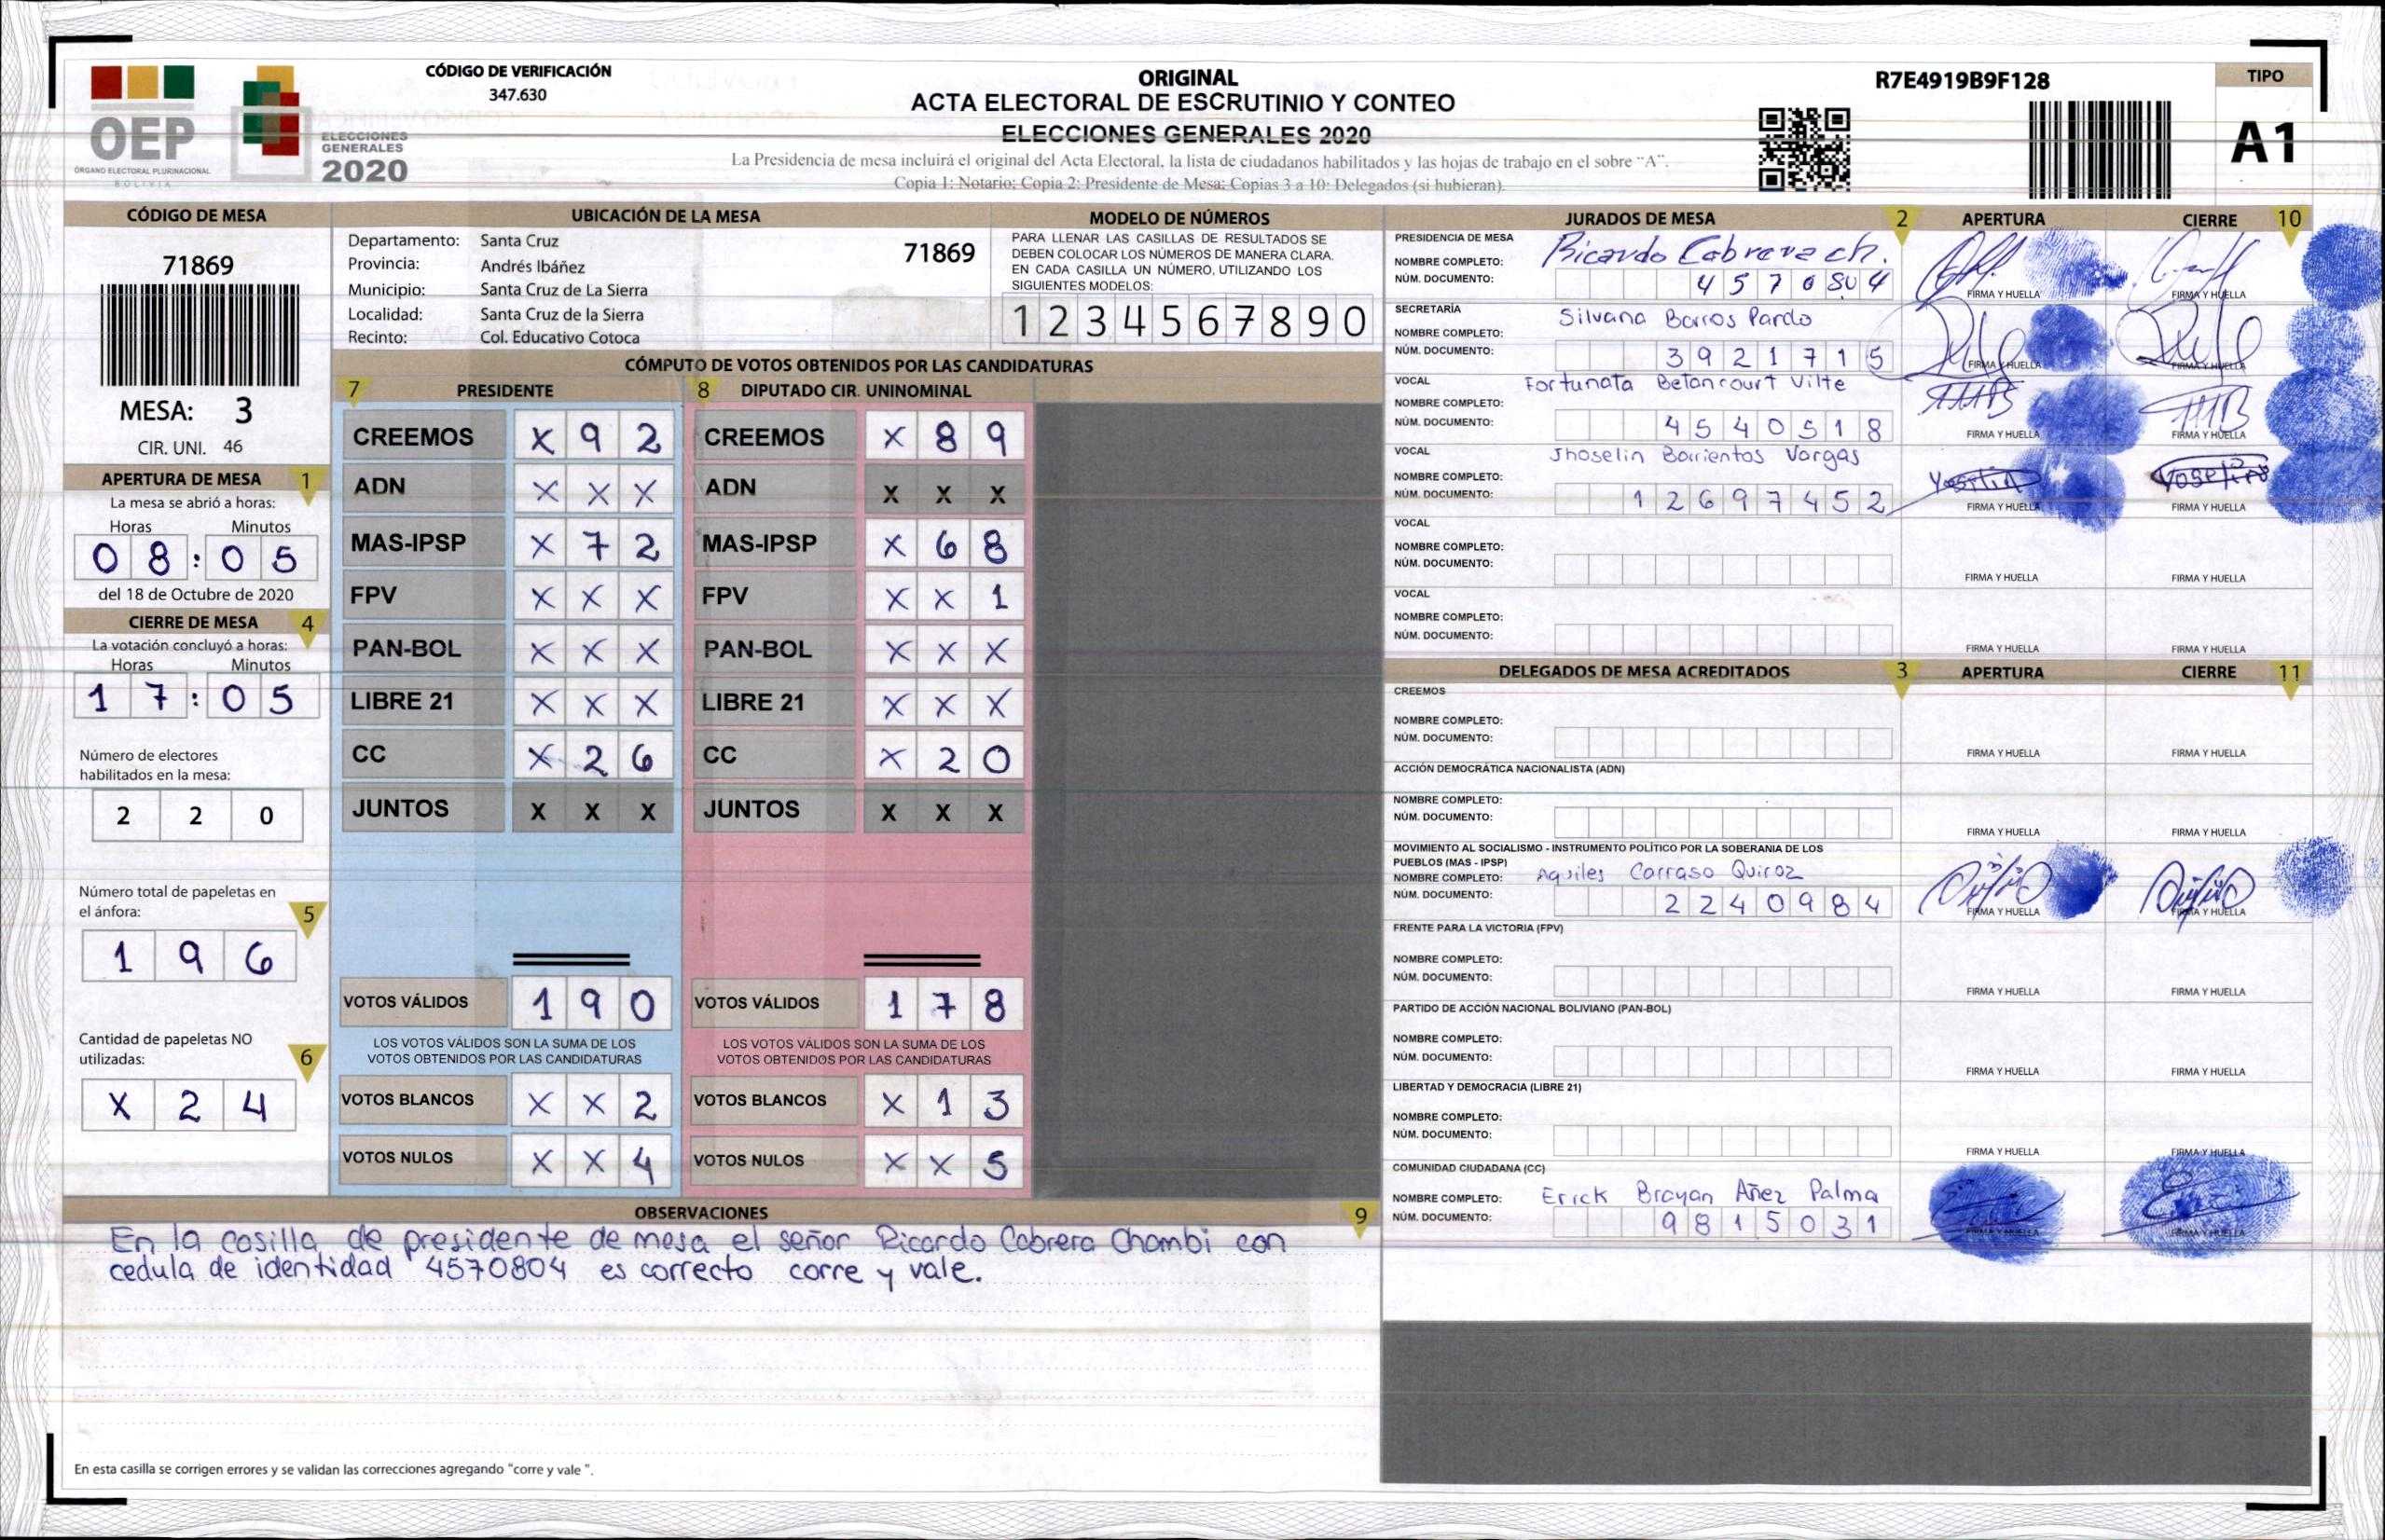 CÓDIGO DE VERIFICACIÓN
347.630
OEP
ÓRGANO ELECTORAL PLURINACIONAL
BOLIVIA
ELECCIONES
GENERALES
2020
ORIGINAL
ACTA ELECTORAL DE ESCRUTINIO Y CONTEO
ELECCIONES GENERALES 2020
La Presidencia de mesa incluirá el original del Acta Electoral, la lista de ciudadanos habilitados y las hojas de trabajo en el sobre "A".
Copia 1: Notario; Copia 2: Presidente de Mesa; Copias 3 a 10: Delegados (si hubieran).
R7E4919B9F128
TIPO
A1
CÓDIGO DE MESA
71869
MESA: 3
CIR. UNI. 46
APERTURA DE MESA 1
La mesa se abrió a horas:
Horas Minutos
0 8 : 0 5
del 18 de Octubre de 2020
CIERRE DE MESA 4
La votación concluyó a horas:
Horas Minutos
1 7 : 0 5
Número de electores
habilitados en la mesa:
2 2 0
Número total de papeletas en
el ánfora: 5
1 9 6
Cantidad de papeletas NO
utilizadas: 6
X 2 4
UBICACIÓN DE LA MESA
Departamento: Santa Cruz
71869
Provincia: Andrés Ibáñez
Municipio: Santa Cruz de La Sierra
Localidad: Santa Cruz de la Sierra
Recinto: Col. Educativo Cotoca
MODELO DE NÚMEROS
PARA LLENAR LAS CASILLAS DE RESULTADOS SE
DEBEN COLOCAR LOS NÚMEROS DE MANERA CLARA.
EN CADA CASILLA UN NÚMERO, UTILIZANDO LOS
SIGUIENTES MODELOS:
1 2 3 4 5 6 7 8 9 0
CÓMPUTO DE VOTOS OBTENIDOS POR LAS CANDIDATURAS
7 PRESIDENTE
CREEMOS X 9 2
ADN X X X
MAS-IPSP X 7 2
FPV X X X
PAN-BOL X X X
LIBRE 21 X X X
CC X 2 6
JUNTOS X X X
VOTOS VÁLIDOS 1 9 0
LOS VOTOS VÁLIDOS SON LA SUMA DE LOS
VOTOS OBTENIDOS POR LAS CANDIDATURAS
VOTOS BLANCOS X X 2
VOTOS NULOS X X 4
8 DIPUTADO CIR. UNINOMINAL
CREEMOS X 8 9
ADN X X X
MAS-IPSP X 6 8
FPV X X 1
PAN-BOL X X X
LIBRE 21 X X X
CC X 2 0
JUNTOS X X X
VOTOS VÁLIDOS 1 7 8
LOS VOTOS VÁLIDOS SON LA SUMA DE LOS
VOTOS OBTENIDOS POR LAS CANDIDATURAS
VOTOS BLANCOS X 1 3
VOTOS NULOS X X 5
OBSERVACIONES 9
En la casilla de presidente de mesa el señor Ricardo Cabrera Chambi con
cedula de identidad 4570804 es correcto corre y vale.
En esta casilla se corrigen errores y se validan las correcciones agregando "corre y vale ".
JURADOS DE MESA 2 APERTURA CIERRE 10
PRESIDENCIA DE MESA
NOMBRE COMPLETO: Ricardo Cabrera ch.
NÚM. DOCUMENTO: 4 5 7 0 8 0 4
FIRMA Y HUELLA FIRMA Y HUELLA
SECRETARÍA
NOMBRE COMPLETO: Silvana Barros Pardo
NÚM. DOCUMENTO: 3 9 2 1 7 1 5
FIRMA Y HUELLA FIRMA Y HUELLA
VOCAL
NOMBRE COMPLETO: Fortunata Betancourt Vilte
NÚM. DOCUMENTO: 4 5 4 0 5 1 8
FIRMA Y HUELLA FIRMA Y HUELLA
VOCAL
NOMBRE COMPLETO: Jhoselin Barrientos Vargas
NÚM. DOCUMENTO: 1 2 6 9 7 4 5 2
FIRMA Y HUELLA FIRMA Y HUELLA
VOCAL
NOMBRE COMPLETO:
NÚM. DOCUMENTO:
FIRMA Y HUELLA FIRMA Y HUELLA
VOCAL
NOMBRE COMPLETO:
NÚM. DOCUMENTO:
FIRMA Y HUELLA FIRMA Y HUELLA
DELEGADOS DE MESA ACREDITADOS 3 APERTURA CIERRE 11
CREEMOS
NOMBRE COMPLETO:
NÚM. DOCUMENTO:
FIRMA Y HUELLA FIRMA Y HUELLA
ACCIÓN DEMOCRÁTICA NACIONALISTA (ADN)
NOMBRE COMPLETO:
NÚM. DOCUMENTO:
FIRMA Y HUELLA FIRMA Y HUELLA
MOVIMIENTO AL SOCIALISMO - INSTRUMENTO POLÍTICO POR LA SOBERANIA DE LOS
PUEBLOS (MAS - IPSP)
NOMBRE COMPLETO: Aquiles Carraso Quiroz
NÚM. DOCUMENTO: 2 2 4 0 9 8 4
FIRMA Y HUELLA FIRMA Y HUELLA
FRENTE PARA LA VICTORIA (FPV)
NOMBRE COMPLETO:
NÚM. DOCUMENTO:
FIRMA Y HUELLA FIRMA Y HUELLA
PARTIDO DE ACCIÓN NACIONAL BOLIVIANO (PAN-BOL)
NOMBRE COMPLETO:
NÚM. DOCUMENTO:
FIRMA Y HUELLA FIRMA Y HUELLA
LIBERTAD Y DEMOCRACIA (LIBRE 21)
NOMBRE COMPLETO:
NÚM. DOCUMENTO:
FIRMA Y HUELLA FIRMA Y HUELLA
COMUNIDAD CIUDADANA (CC)
NOMBRE COMPLETO: Erick Brayan Añez Palma
NÚM. DOCUMENTO: 9 8 1 5 0 3 1
FIRMA Y HUELLA FIRMA Y HUELLA